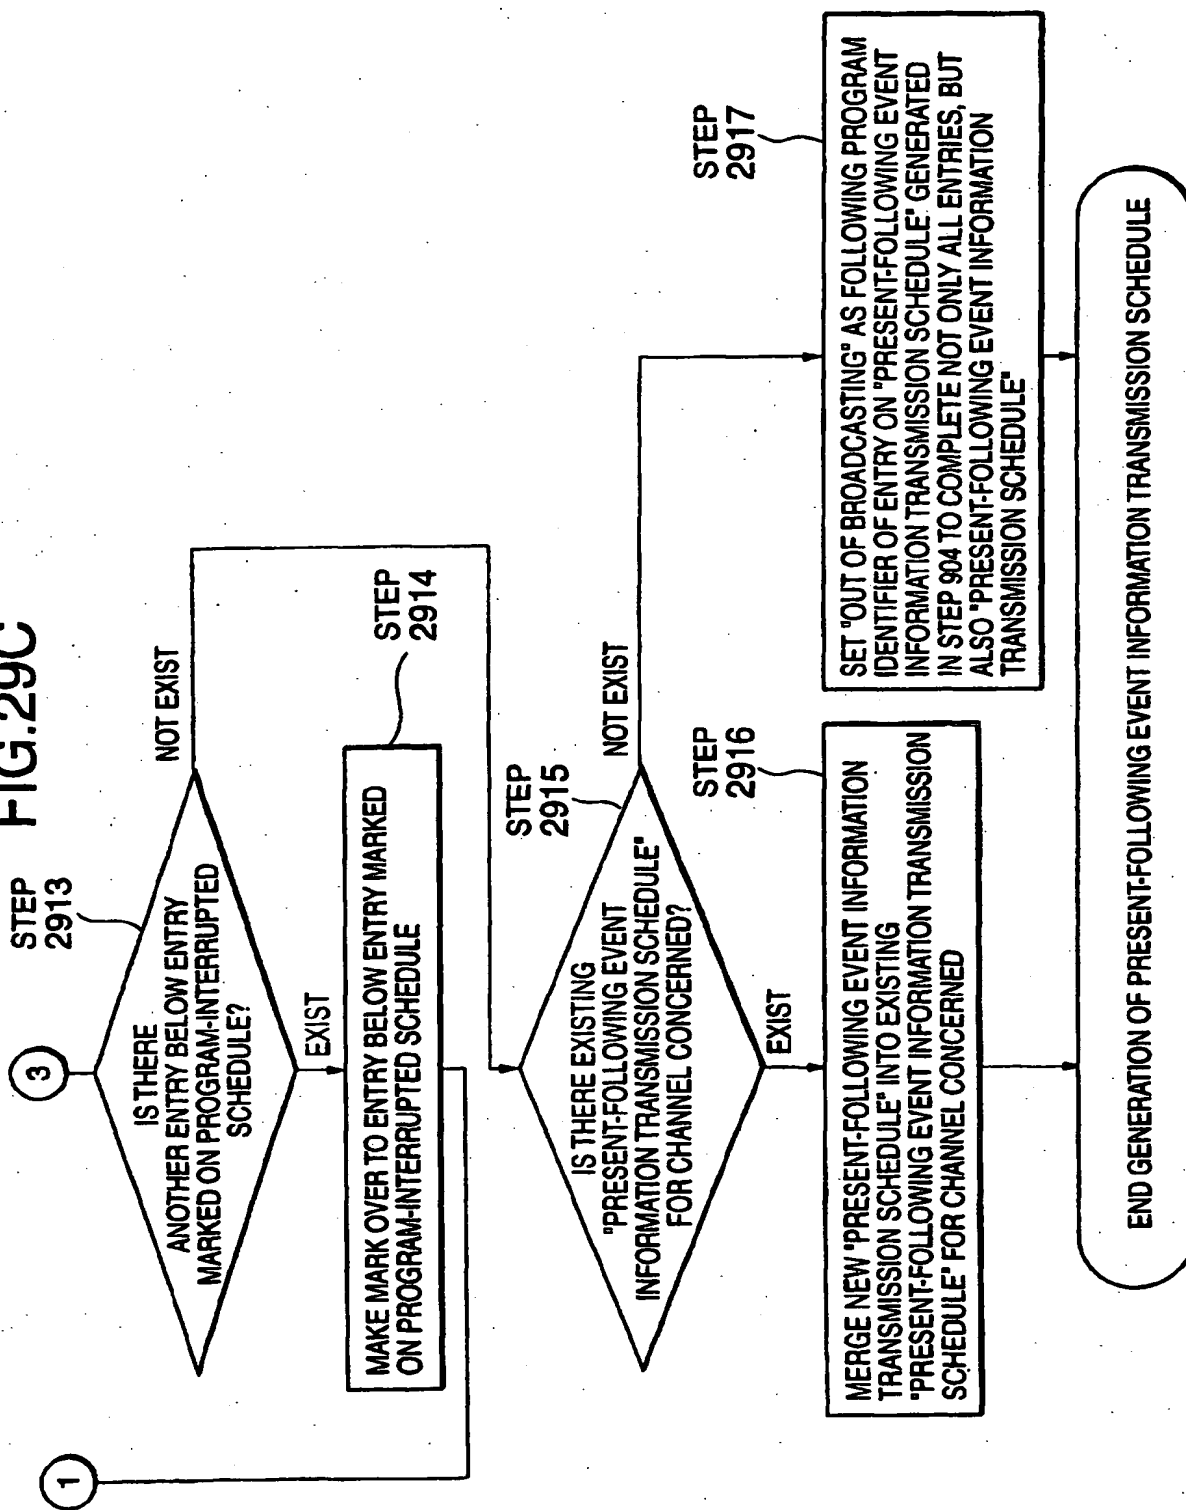 FIG.29C
3
STEP
2913
IS THERE
ANOTHER ENTRY BELOW ENTRY
MARKED ON PROGRAM-INTERRUPTED
SCHEDULE?
NOT EXIST
EXIST
STEP
2914
MAKE MARK OVER TO ENTRY BELOW ENTRY MARKED
ON PROGRAM-INTERRUPTED SCHEDULE
1
STEP
2915
IS THERE EXISTING
"PRESENT-FOLLOWING EVENT
INFORMATION TRANSMISSION SCHEDULE"
FOR CHANNEL CONCERNED?
NOT EXIST
EXIST
STEP
2916
MERGE NEW "PRESENT-FOLLOWING EVENT INFORMATION
TRANSMISSION SCHEDULE" INTO EXISTING
"PRESENT-FOLLOWING EVENT INFORMATION TRANSMISSION
SCHEDULE" FOR CHANNEL CONCERNED
STEP
2917
SET "OUT OF BROADCASTING" AS FOLLOWING PROGRAM
IDENTIFIER OF ENTRY ON "PRESENT-FOLLOWING EVENT
INFORMATION TRANSMISSION SCHEDULE" GENERATED
IN STEP 904 TO COMPLETE NOT ONLY ALL ENTRIES, BUT
ALSO "PRESENT-FOLLOWING EVENT INFORMATION
TRANSMISSION SCHEDULE"
END GENERATION OF PRESENT-FOLLOWING EVENT INFORMATION TRANSMISSION SCHEDULE